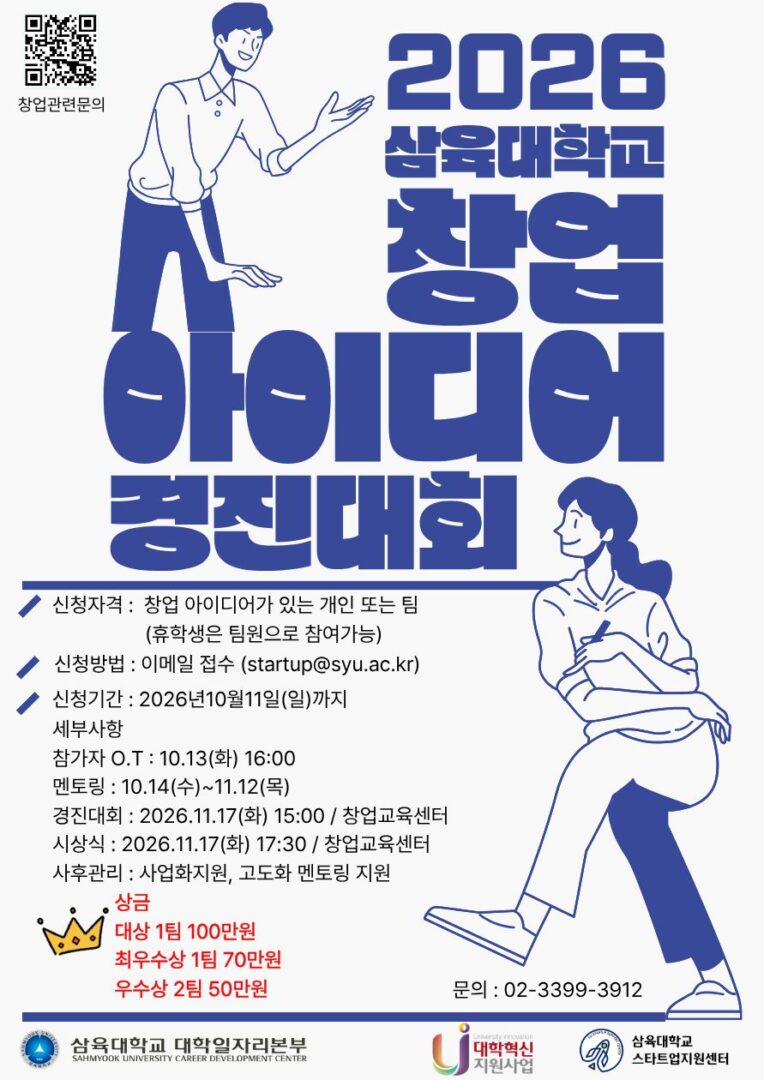 창업관련문의
2026
삼육대학교
창업
아이디어
경진대회
신청자격 : 창업 아이디어가 있는 개인 또는 팀
(휴학생은 팀원으로 참여가능)
신청방법 : 이메일 접수 (startup@syu.ac.kr)
신청기간 : 2026년10월11일(일)까지
세부사항
참가자 O.T : 10.13(화) 16:00
멘토링 : 10.14(수)~11.12(목)
경진대회 : 2026.11.17(화) 15:00 / 창업교육센터
시상식 : 2026.11.17(화) 17:30 / 창업교육센터
사후관리 : 사업화지원, 고도화 멘토링 지원
상금
대상 1팀 100만원
최우수상 1팀 70만원
우수상 2팀 50만원
문의 : 02-3399-3912
삼육대학교 대학일자리본부
SAHMYOOK UNIVERSITY CAREER DEVELOPMENT CENTER
University Innovation
대학혁신
지원사업
삼육대학교
스타트업지원센터